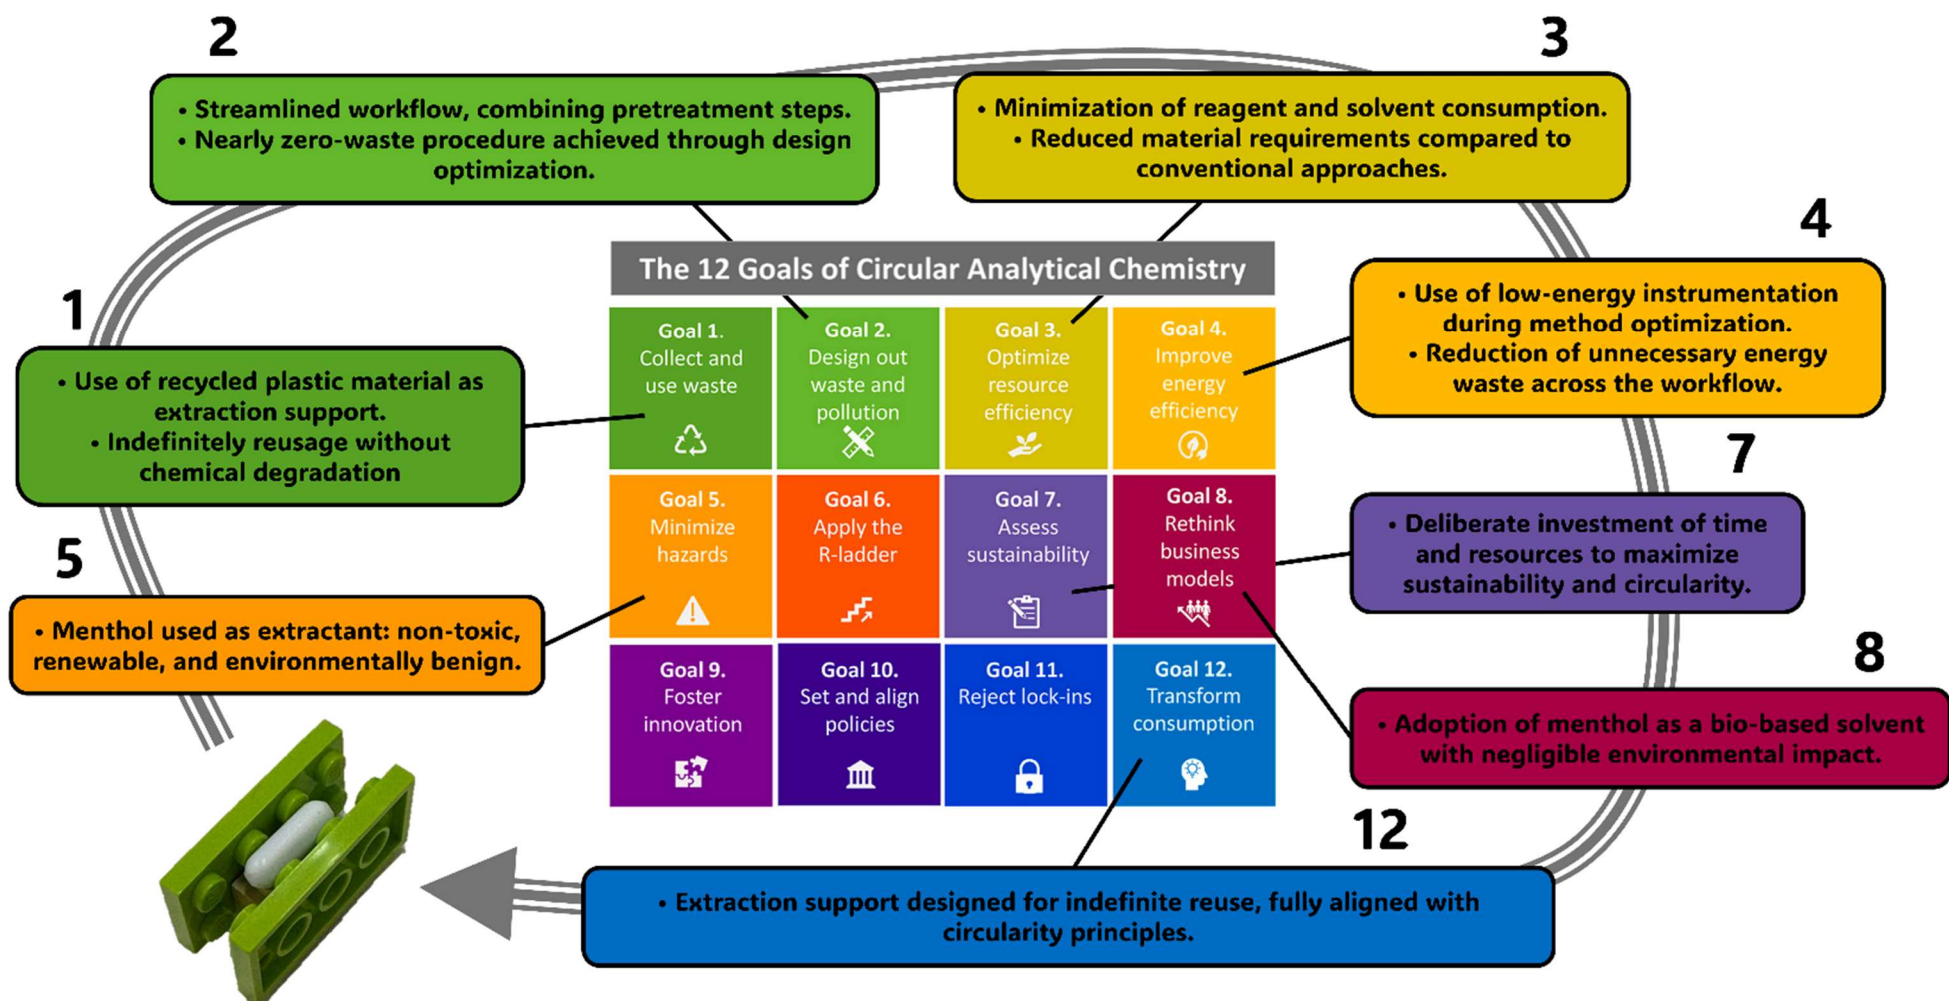 2
• Streamlined workflow, combining pretreatment steps.
• Nearly zero-waste procedure achieved through design
optimization.
3
• Minimization of reagent and solvent consumption.
• Reduced material requirements compared to
conventional approaches.
4
• Use of low-energy instrumentation
during method optimization.
• Reduction of unnecessary energy
waste across the workflow.
1
• Use of recycled plastic material as
extraction support.
• Indefinitely reusage without
chemical degradation
5
• Menthol used as extractant: non-toxic,
renewable, and environmentally benign.
The 12 Goals of Circular Analytical Chemistry
Goal 1.
Collect and
use waste
Goal 2.
Design out
waste and
pollution
Goal 3.
Optimize
resource
efficiency
Goal 4.
Improve
energy
efficiency
Goal 5.
Minimize
hazards
Goal 6.
Apply the
R-ladder
Goal 7.
Assess
sustainability
Goal 8.
Rethink
business
models
Goal 9.
Foster
innovation
Goal 10.
Set and align
policies
Goal 11.
Reject lock-ins
Goal 12.
Transform
consumption
7
• Deliberate investment of time
and resources to maximize
sustainability and circularity.
8
• Adoption of menthol as a bio-based solvent
with negligible environmental impact.
12
• Extraction support designed for indefinite reuse, fully aligned with
circularity principles.